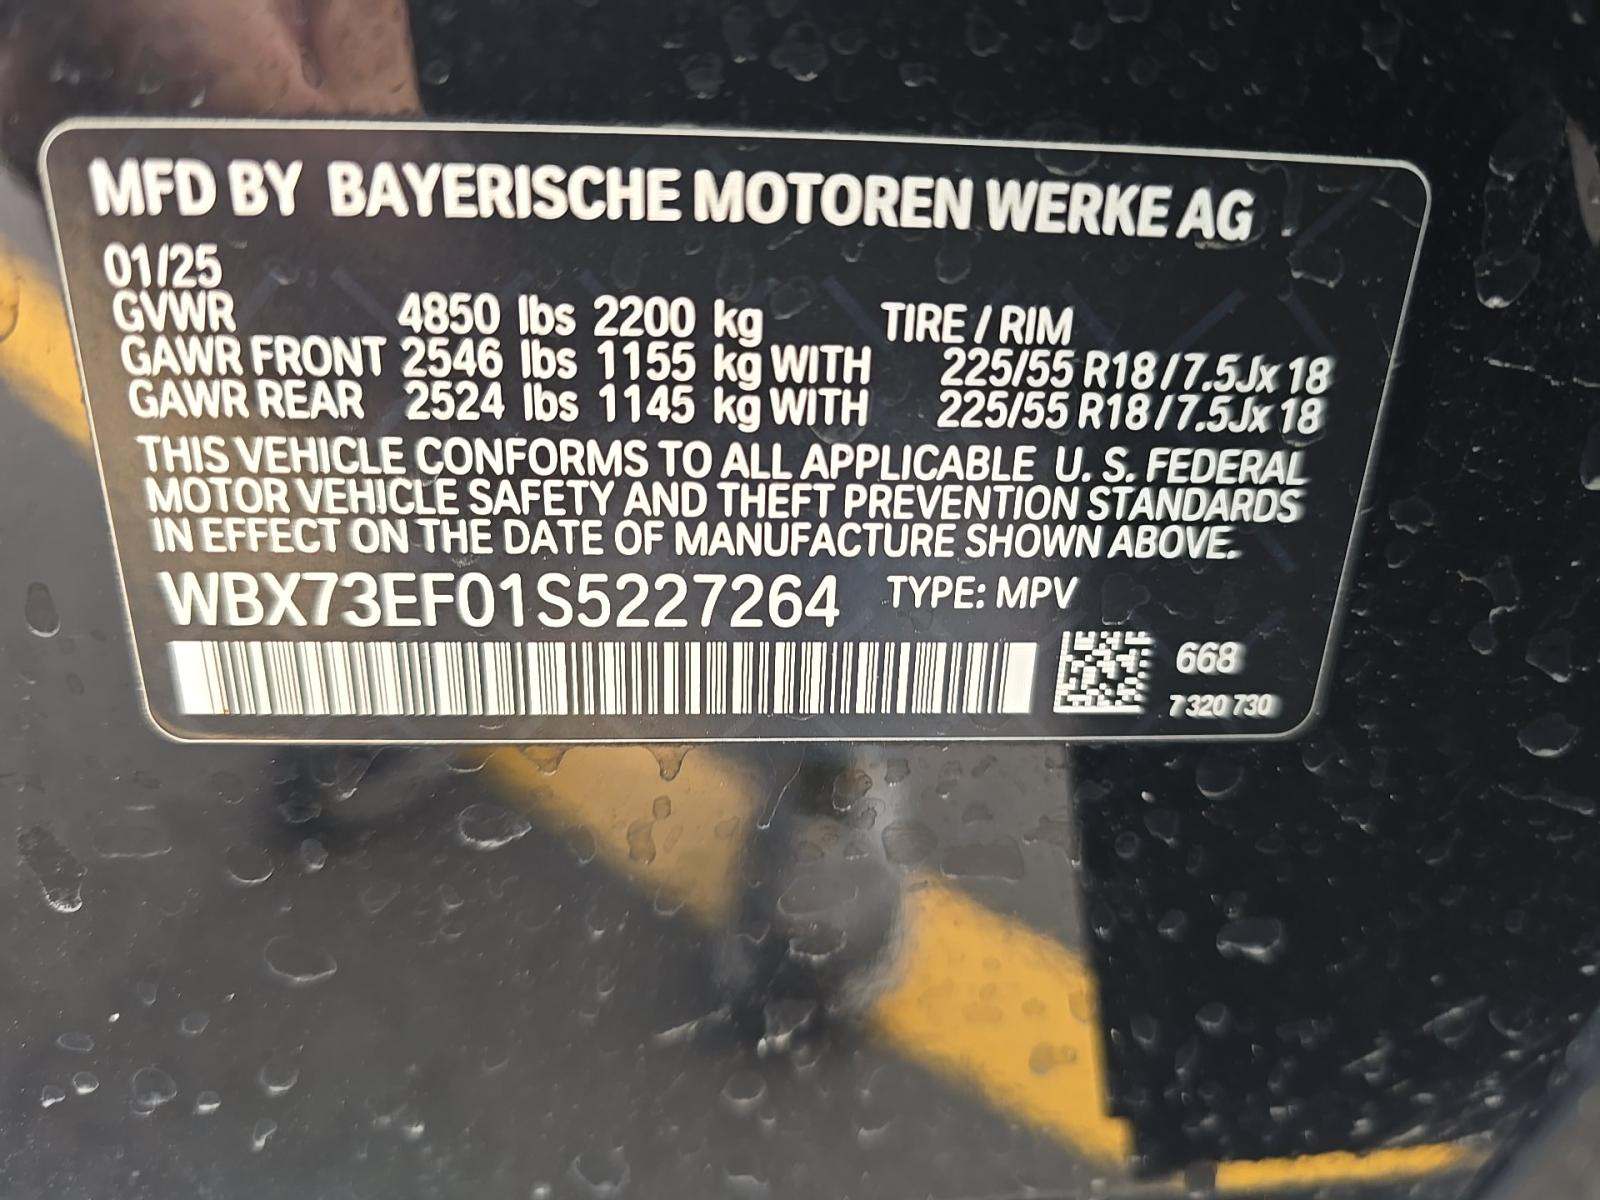 MFD BY BAYERISCHE MOTOREN WERKE AG
01/25
GVWR 4850 lbs 2200 kg TIRE / RIM
GAWR FRONT 2546 lbs 1155 kg WITH 225/55 R18 / 7.5Jx 18
GAWR REAR 2524 lbs 1145 kg WITH 225/55 R18 / 7.5Jx 18
THIS VEHICLE CONFORMS TO ALL APPLICABLE U. S. FEDERAL
MOTOR VEHICLE SAFETY AND THEFT PREVENTION STANDARDS
IN EFFECT ON THE DATE OF MANUFACTURE SHOWN ABOVE.
WBX73EF01S5227264 TYPE: MPV
668
7 320 730